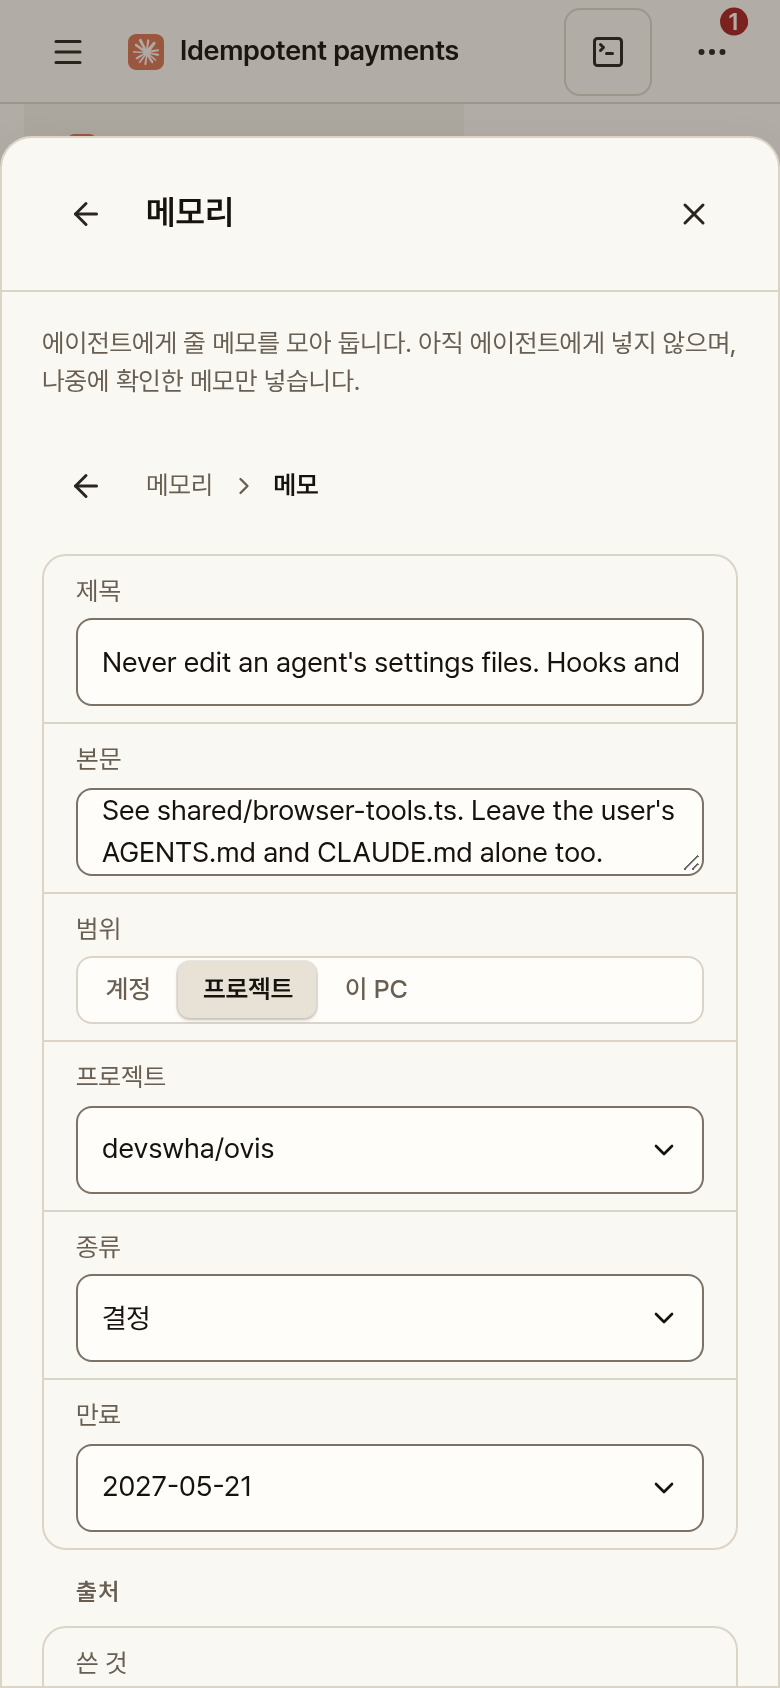 Idempotent payments
1
메모리
에이전트에게 줄 메모를 모아 둡니다. 아직 에이전트에게 넣지 않으며,
나중에 확인한 메모만 넣습니다.
메모리 > 메모
제목
Never edit an agent's settings files. Hooks and
본문
See shared/browser-tools.ts. Leave the user's
AGENTS.md and CLAUDE.md alone too.
범위
계정 프로젝트 이 PC
프로젝트
devswha/ovis
종류
결정
만료
2027-05-21
출처
쓴 것